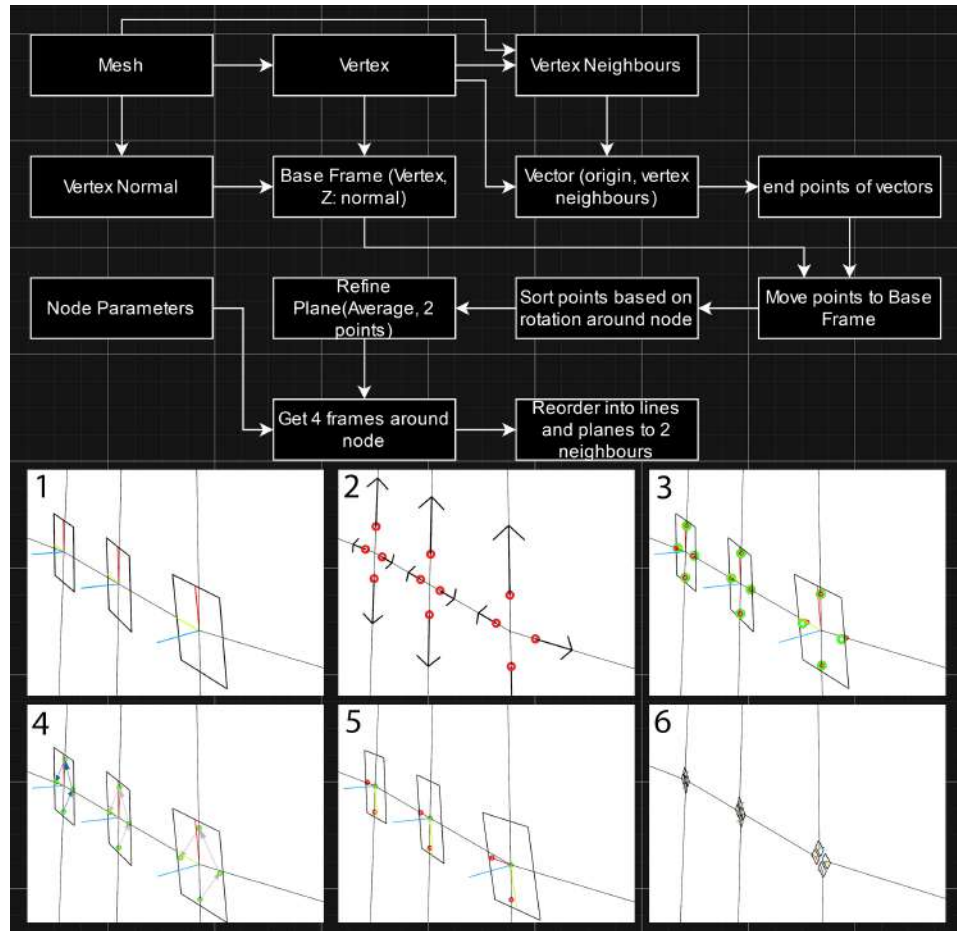 Mesh
Vertex
Vertex Neighbours
Vertex Normal
Base Frame (Vertex,
Z: normal)
Vector (origin, vertex
neighbours)
end points of vectors
Node Parameters
Refine
Plane(Average, 2
points)
Sort points based on
rotation around node
Move points to Base
Frame
Get 4 frames around
node
Reorder into lines
and planes to 2
neighbours
1
2
3
4
5
6